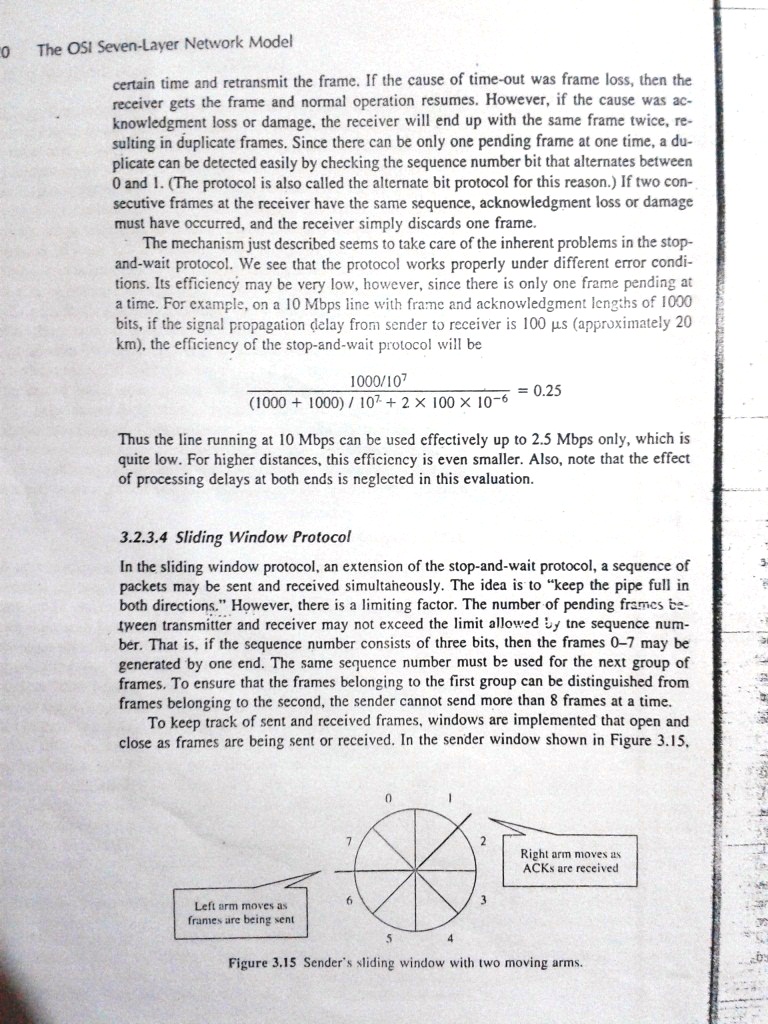 0 The OSI Seven-Layer Network Model
certain time and retransmit the frame. If the cause of time-out was frame loss, then the
receiver gets the frame and normal operation resumes. However, if the cause was ac-
knowledgment loss or damage, the receiver will end up with the same frame twice, re-
sulting in duplicate frames. Since there can be only one pending frame at one time, a du-
plicate can be detected easily by checking the sequence number bit that alternates between
0 and 1. (The protocol is also called the alternate bit protocol for this reason.) If two con-
secutive frames at the receiver have the same sequence, acknowledgment loss or damage
must have occurred, and the receiver simply discards one frame.
The mechanism just described seems to take care of the inherent problems in the stop-
and-wait protocol. We see that the protocol works properly under different error condi-
tions. Its efficiency may be very low, however, since there is only one frame pending at
a time. For example, on a 10 Mbps line with frame and acknowledgment lengths of 1000
bits, if the signal propagation delay from sender to receiver is 100 μs (approximately 20
km), the efficiency of the stop-and-wait protocol will be
1000/10⁷
(1000 + 1000) / 10⁷ + 2 × 100 × 10⁻⁶ = 0.25
Thus the line running at 10 Mbps can be used effectively up to 2.5 Mbps only, which is
quite low. For higher distances, this efficiency is even smaller. Also, note that the effect
of processing delays at both ends is neglected in this evaluation.
3.2.3.4 Sliding Window Protocol
In the sliding window protocol, an extension of the stop-and-wait protocol, a sequence of
packets may be sent and received simultaneously. The idea is to “keep the pipe full in
both directions.” However, there is a limiting factor. The number of pending frames be-
tween transmitter and receiver may not exceed the limit allowed by tne sequence num-
ber. That is, if the sequence number consists of three bits, then the frames 0–7 may be
generated by one end. The same sequence number must be used for the next group of
frames. To ensure that the frames belonging to the first group can be distinguished from
frames belonging to the second, the sender cannot send more than 8 frames at a time.
To keep track of sent and received frames, windows are implemented that open and
close as frames are being sent or received. In the sender window shown in Figure 3.15,
0 1
7 2
Right arm moves as
ACKs are received
6 3
Left arm moves as
frames are being sent
5 4
Figure 3.15 Sender's sliding window with two moving arms.